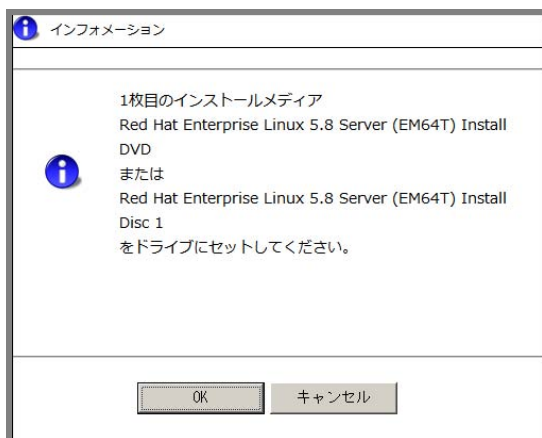 インフォメーション
1枚目のインストールメディア
Red Hat Enterprise Linux 5.8 Server (EM64T) Install
DVD
または
Red Hat Enterprise Linux 5.8 Server (EM64T) Install
Disc 1
をドライブにセットしてください。
OK
キャンセル